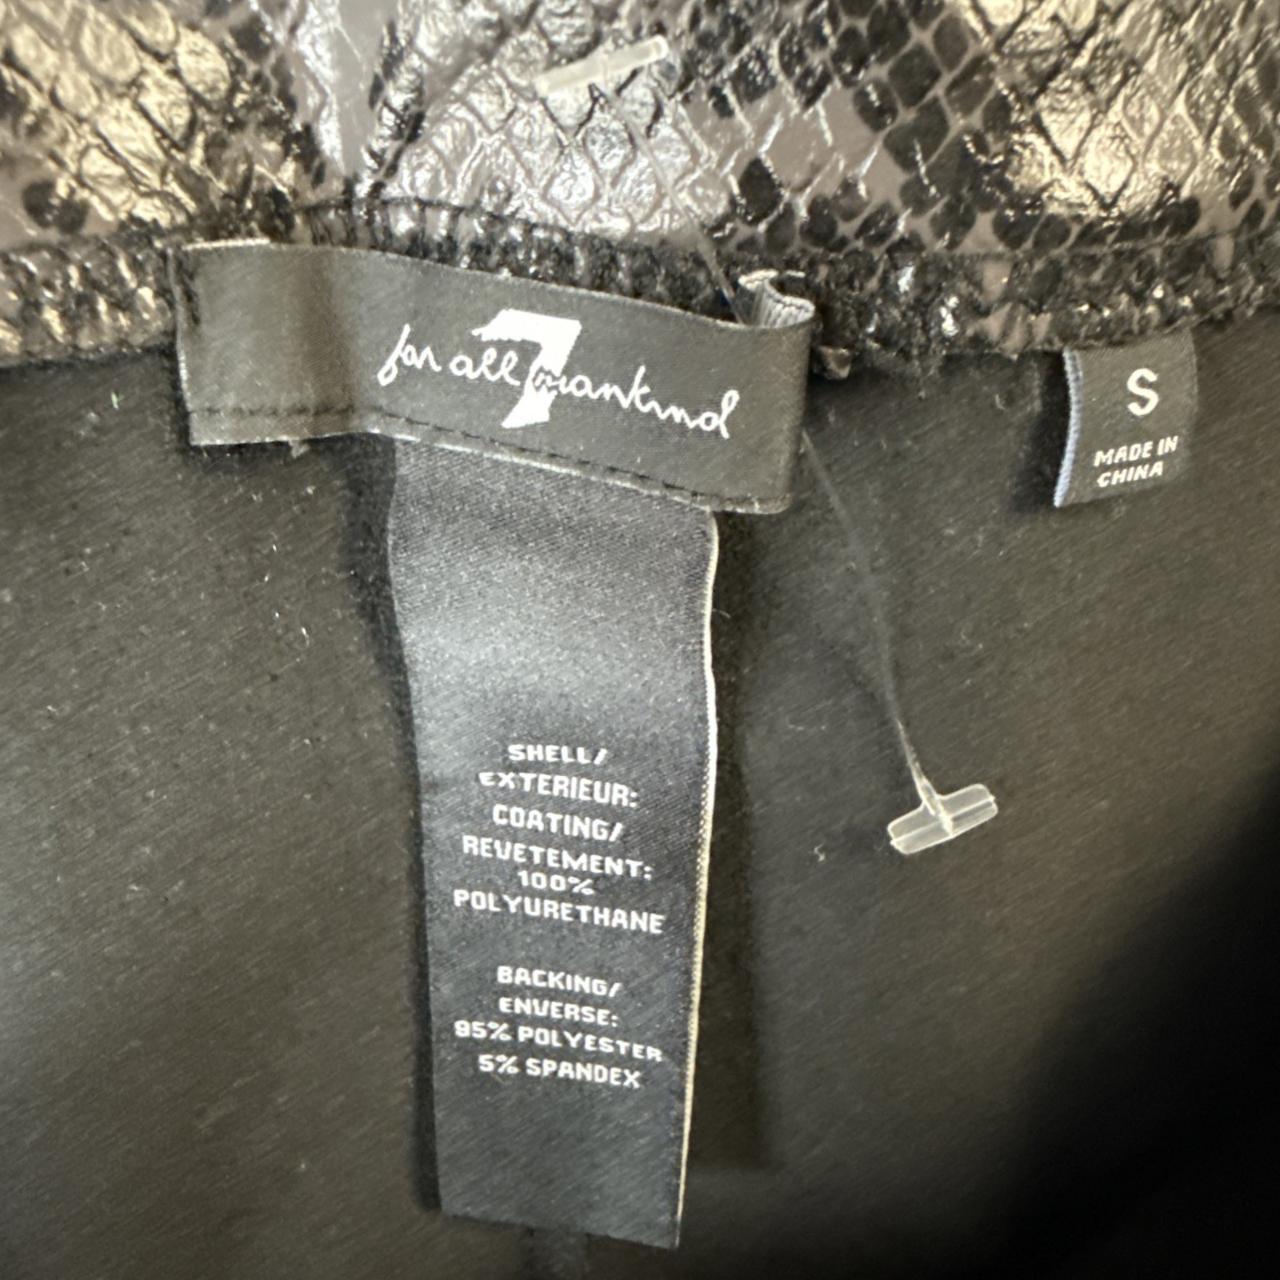 7
for all mankind
S
MADE IN
CHINA
SHELL/
EXTERIEUR:
COATING/
REVETEMENT:
100%
POLYURETHANE
BACKING/
ENVERSE:
95% POLYESTER
5% SPANDEX